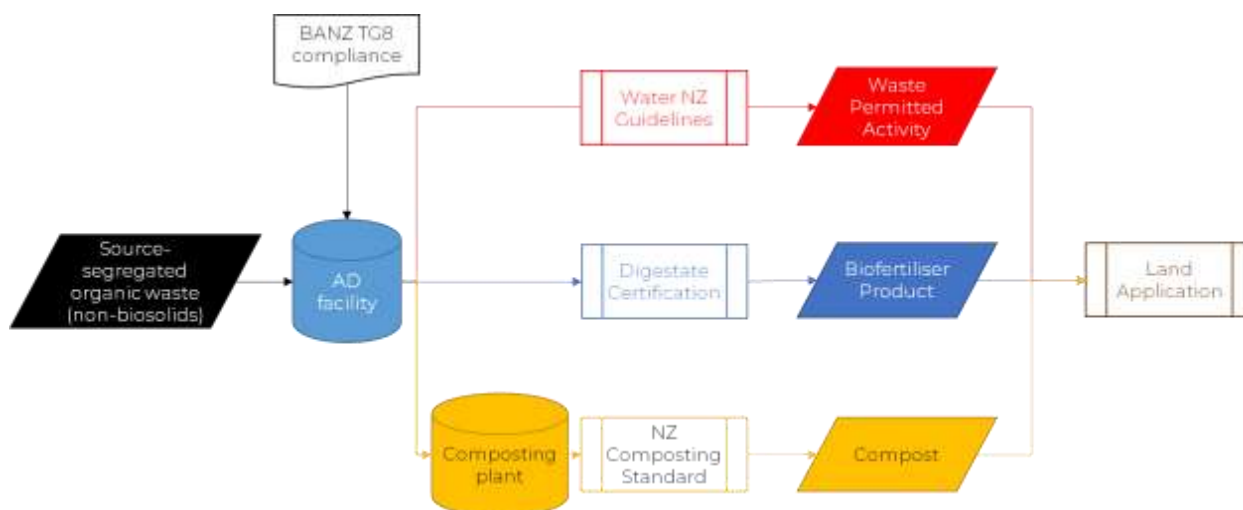 BANZ TG8
compliance
Water NZ
Guidelines
Waste
Permitted
Activity
Source-
segregated
organic waste
(non-biosolids)
AD
facility
Digestate
Certification
Biofertiliser
Product
Land
Application
Composting
plant
NZ
Composting
Standard
Compost